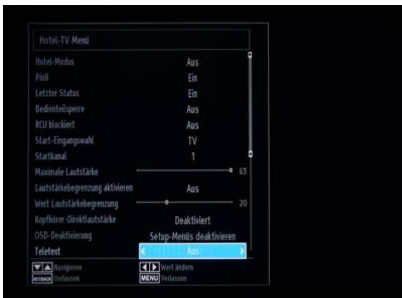 Hotel-TV Menü
Hotel-Modus Aus
Pin8 Ein
Letzter Status Ein
Bedienteilsperre Aus
RCU blockiert Aus
Start-Eingangswahl TV
Startkanal 1
Maximale Lautstärke 63
Lautstärkebegrenzung aktivieren Aus
Wert Lautstärkebegrenzung 20
Kopfhörer-Direktlautstärke Deaktiviert
OSD-Deaktivierung Setup-Menüs deaktivieren
Teletext Aus
Navigieren Wert ändern
Verlassen MENU Verlassen